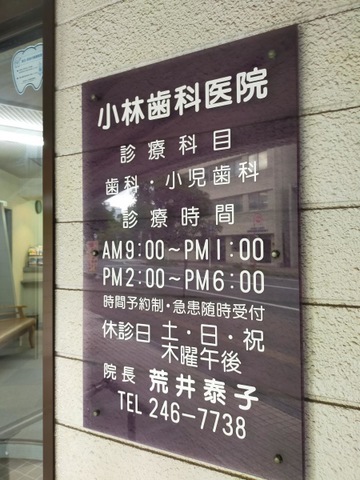 小林歯科医院
診療科目
歯科・小児歯科
診療時間
AM9:00～PM1:00
PM2:00～PM6:00
時間予約制・急患随時受付
休診日 土・日・祝
木曜午後
院長 荒井泰子
TEL 246-7738